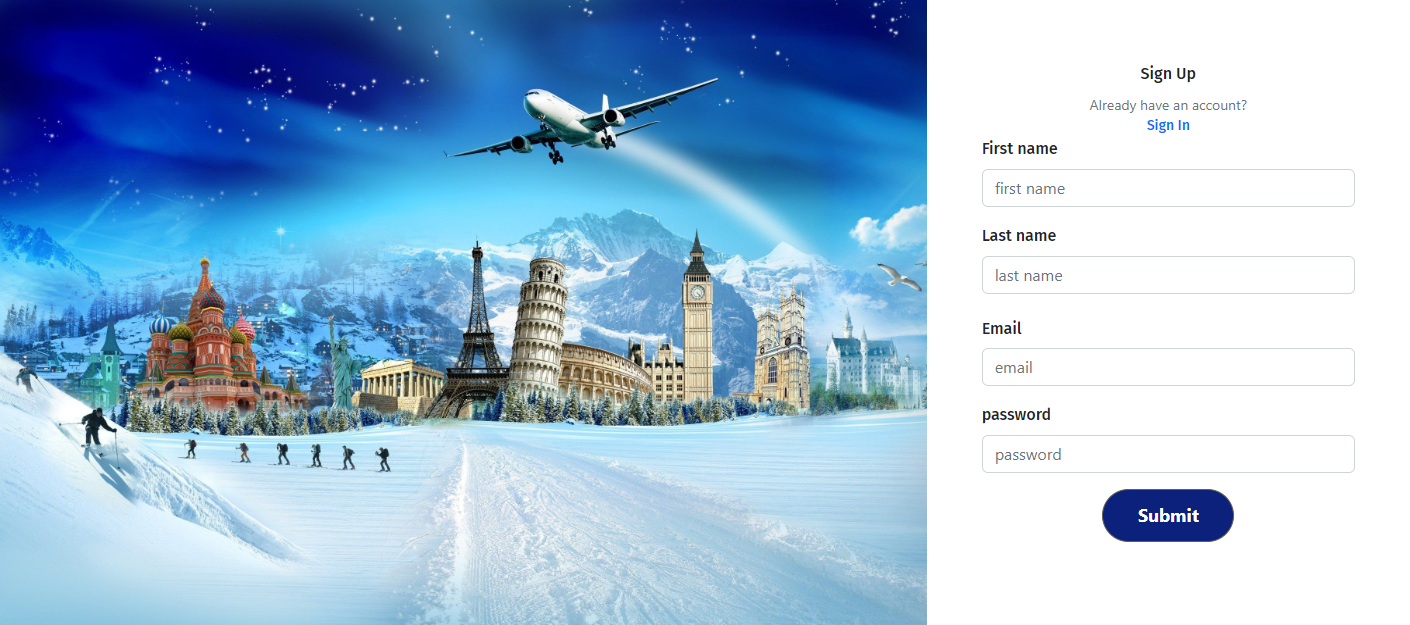 Sign Up
Already have an account?
Sign In
First name
first name
Last name
last name
Email
email
password
password
Submit